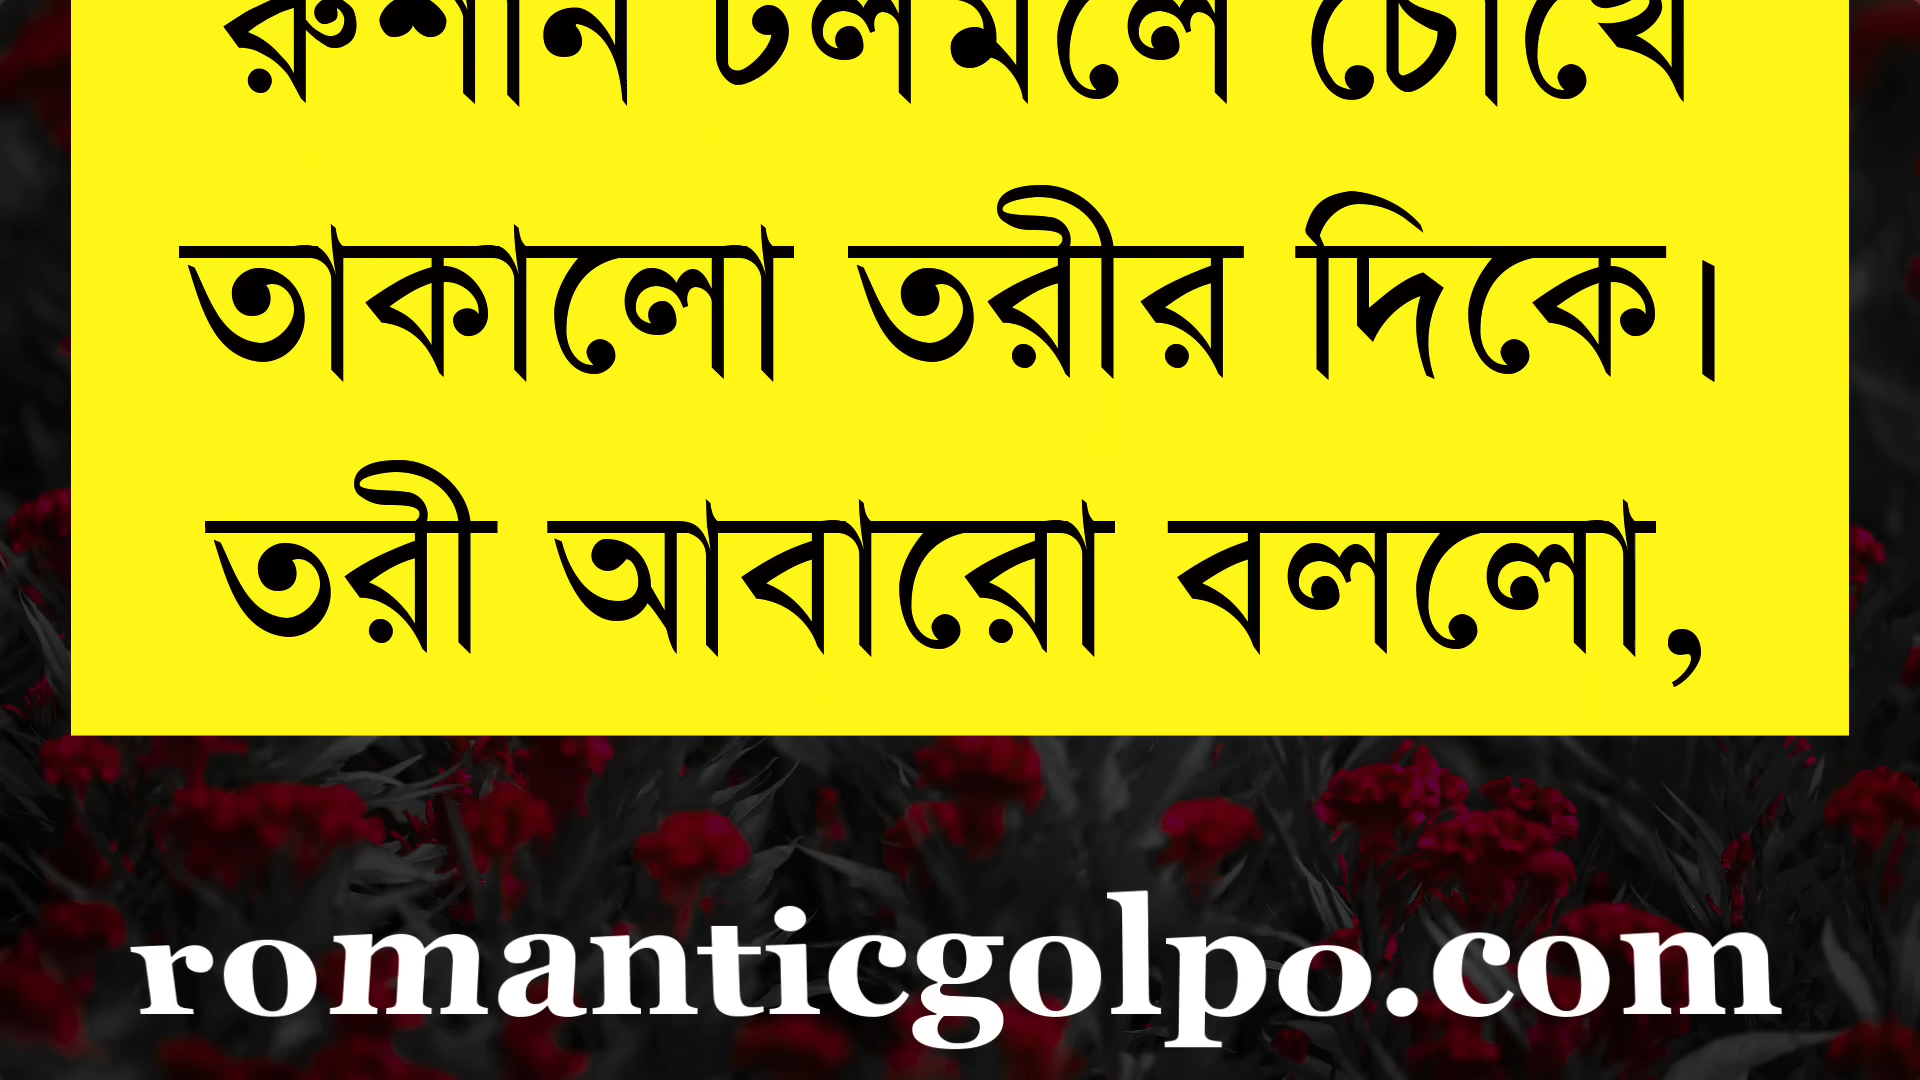 রুশান টলমলে চোখে
তাকালো তরীর দিকে।
তরী আবারো বললো,
romanticgolpo.com